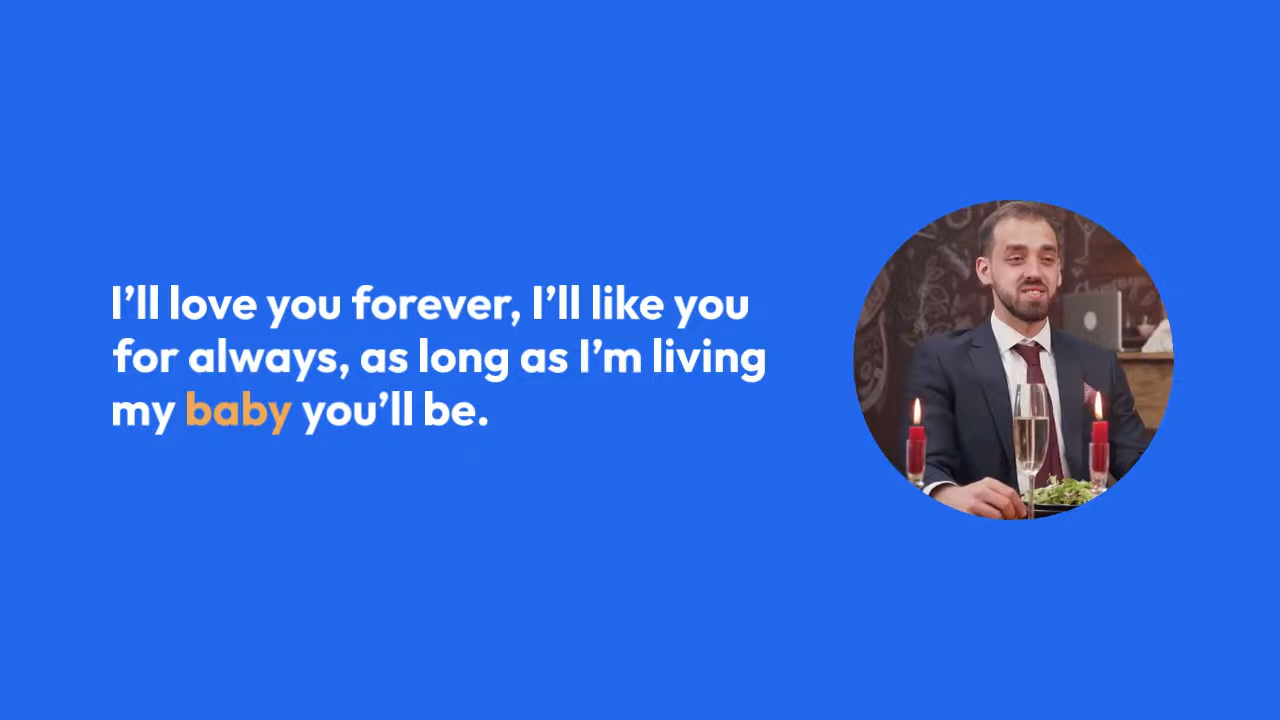 I’ll love you forever, I’ll like you
for always, as long as I’m living
my baby you’ll be.